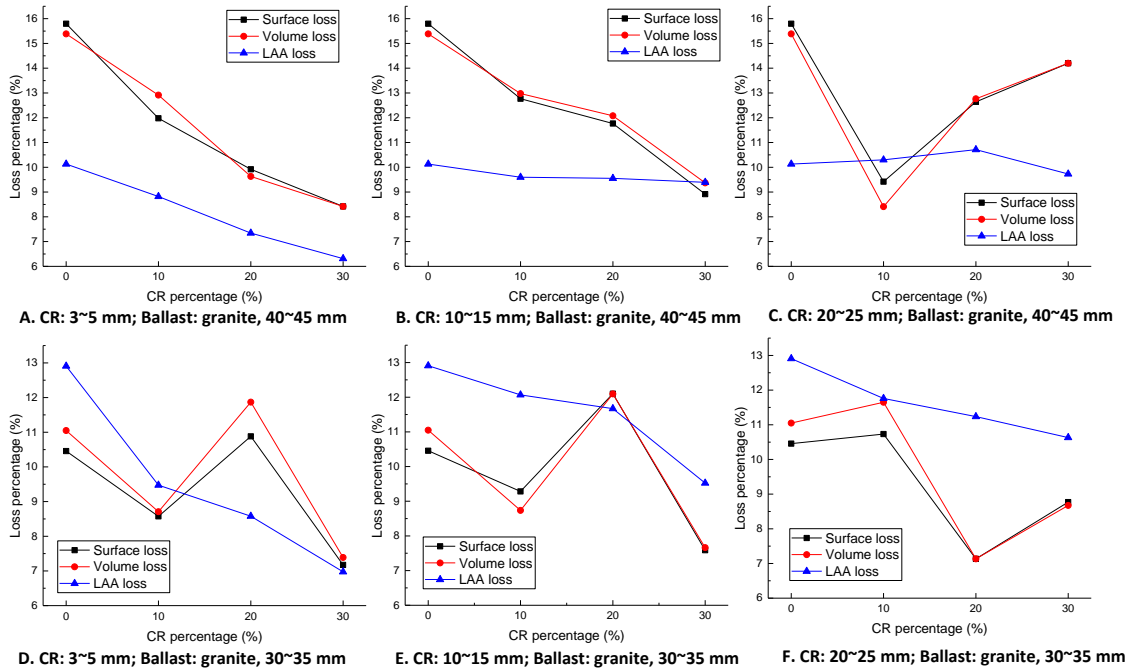 Loss percentage (%)
16
15
14
13
12
11
10
9
8
7
6
0
10
20
30
CR percentage (%)
Surface loss
Volume loss
LAA loss
A. CR: 3~5 mm; Ballast: granite, 40~45 mm
Loss percentage (%)
16
15
14
13
12
11
10
9
8
7
6
0
10
20
30
CR percentage (%)
Surface loss
Volume loss
LAA loss
B. CR: 10~15 mm; Ballast: granite, 40~45 mm
Loss percentage (%)
16
15
14
13
12
11
10
9
8
7
6
0
10
20
30
CR percentage (%)
Surface loss
Volume loss
LAA loss
C. CR: 20~25 mm; Ballast: granite, 40~45 mm
Loss percentage (%)
13
12
11
10
9
8
7
6
0
10
20
30
CR percentage (%)
Surface loss
Volume loss
LAA loss
D. CR: 3~5 mm; Ballast: granite, 30~35 mm
Loss percentage (%)
13
12
11
10
9
8
7
6
0
10
20
30
CR percentage (%)
Surface loss
Volume loss
LAA loss
E. CR: 10~15 mm; Ballast: granite, 30~35 mm
Loss percentage (%)
13
12
11
10
9
8
7
6
0
10
20
30
CR percentage (%)
Surface loss
Volume loss
LAA loss
F. CR: 20~25 mm; Ballast: granite, 30~35 mm